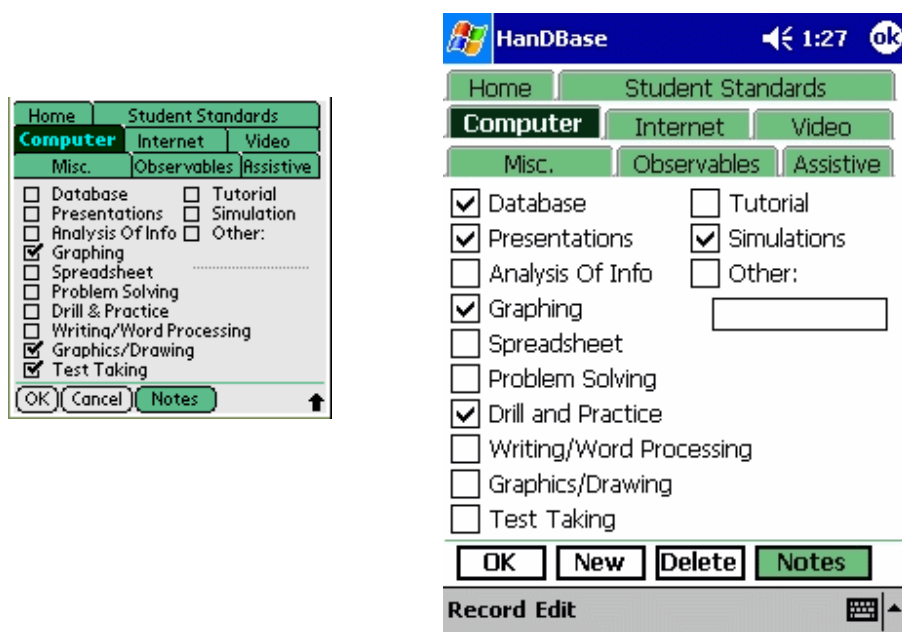 Home Student Standards
Computer Internet Video
Misc. Observables Assistive
Database Tutorial
Presentations Simulation
Analysis Of Info Other:
Graphing
Spreadsheet
Problem Solving
Drill & Practice
Writing/Word Processing
Graphics/Drawing
Test Taking
OK Cancel Notes
HanDBase 1:27 ok
Home Student Standards
Computer Internet Video
Misc. Observables Assistive
Database Tutorial
Presentations Simulations
Analysis Of Info Other:
Graphing
Spreadsheet
Problem Solving
Drill and Practice
Writing/Word Processing
Graphics/Drawing
Test Taking
OK New Delete Notes
Record Edit